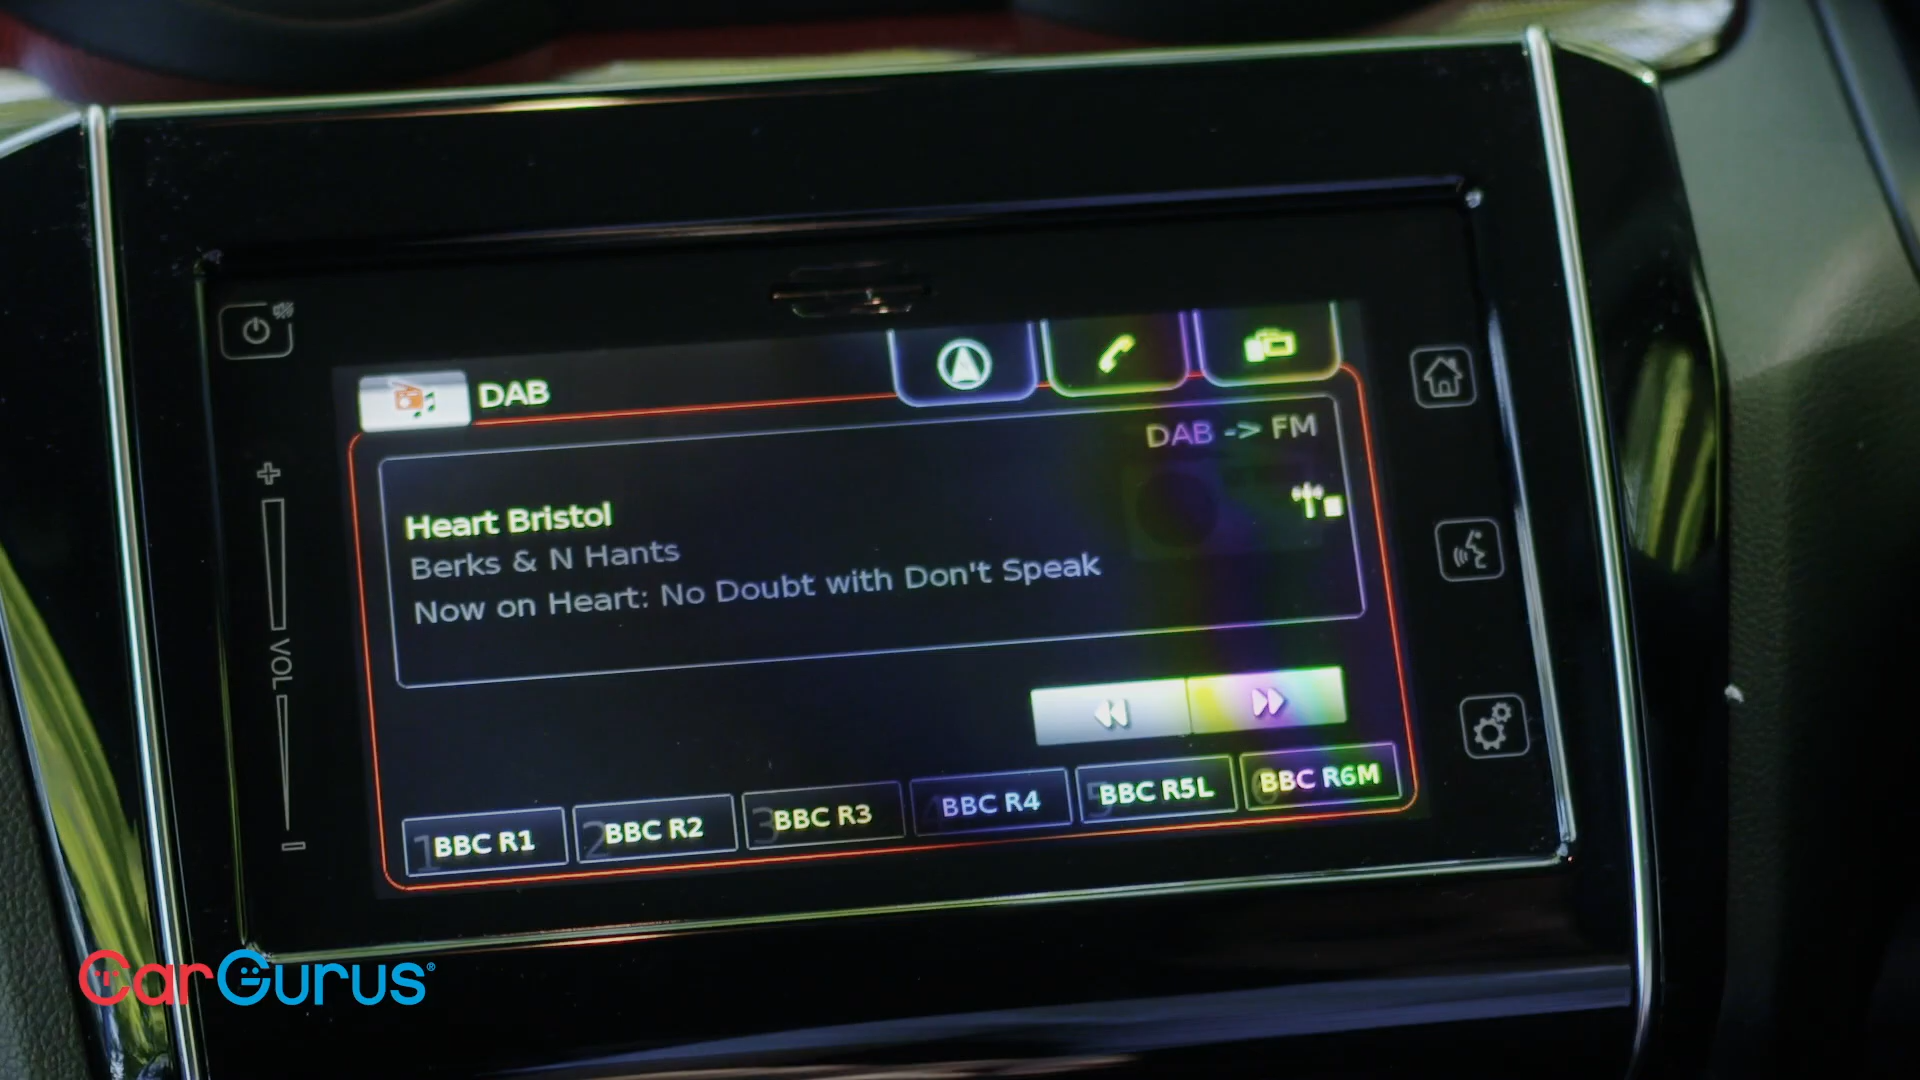 DAB
DAB -> FM
Heart Bristol
Berks & N Hants
Now on Heart: No Doubt with Don't Speak
VOL
1 BBC R1
2 BBC R2
3 BBC R3
4 BBC R4
5 BBC R5L
6 BBC R6M
CarGurus®